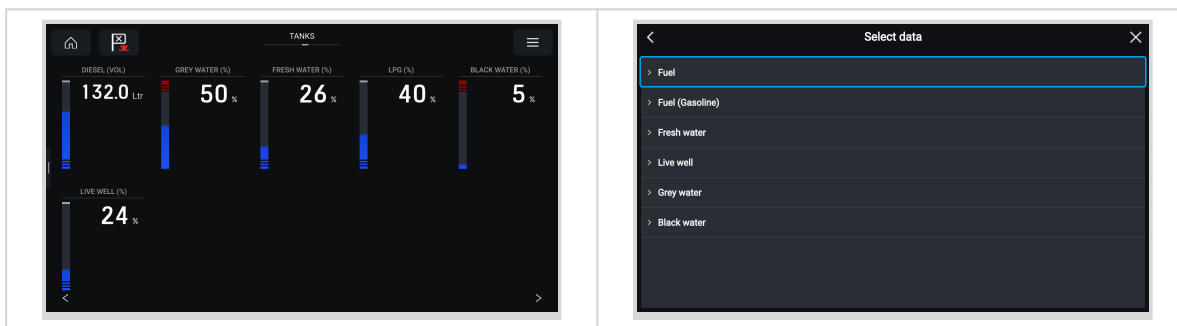 TANKS
DIESEL (VOL) GREY WATER (%) FRESH WATER (%) LPG (%) BLACK WATER (%)
132.0 Ltr 50 % 26 % 40 % 5 %
LIVE WELL (%)
24 %
Select data
Fuel
Fuel (Gasoline)
Fresh water
Live well
Grey water
Black water